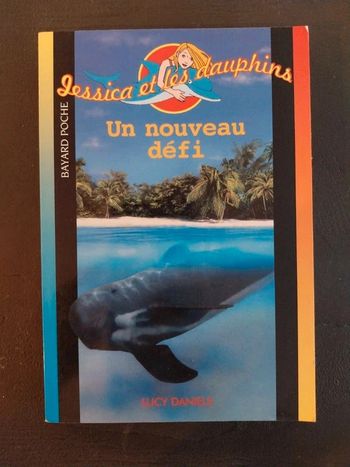 Jessica et les dauphins
Un nouveau
défi
BAYARD POCHE
LUCY DANIELS